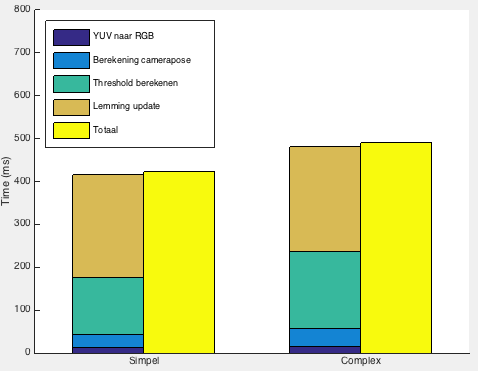 800
700
600
500
400
300
200
100
0
Time (ms)
YUV naar RGB
Berekening camerapose
Threshold berekenen
Lemming update
Totaal
Simpel
Complex